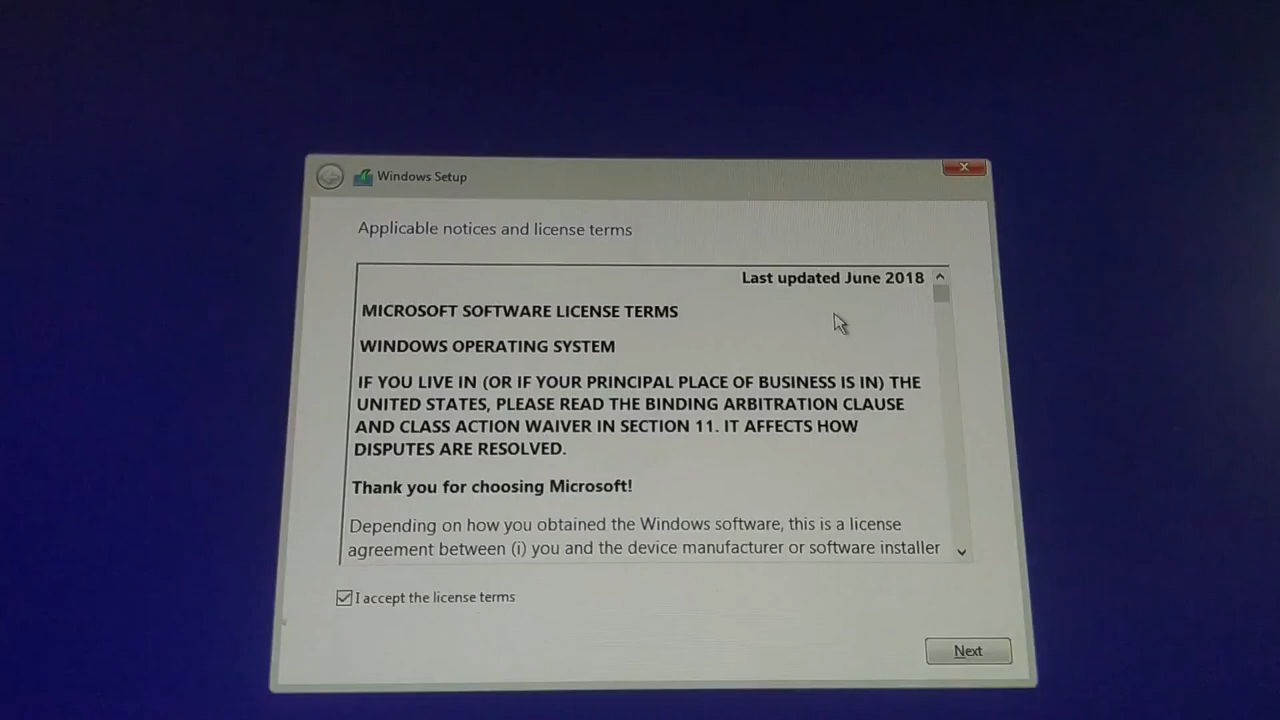 Windows Setup
Applicable notices and license terms
Last updated June 2018
MICROSOFT SOFTWARE LICENSE TERMS
WINDOWS OPERATING SYSTEM
IF YOU LIVE IN (OR IF YOUR PRINCIPAL PLACE OF BUSINESS IS IN) THE
UNITED STATES, PLEASE READ THE BINDING ARBITRATION CLAUSE
AND CLASS ACTION WAIVER IN SECTION 11. IT AFFECTS HOW
DISPUTES ARE RESOLVED.
Thank you for choosing Microsoft!
Depending on how you obtained the Windows software, this is a license
agreement between (i) you and the device manufacturer or software installer
I accept the license terms
Next